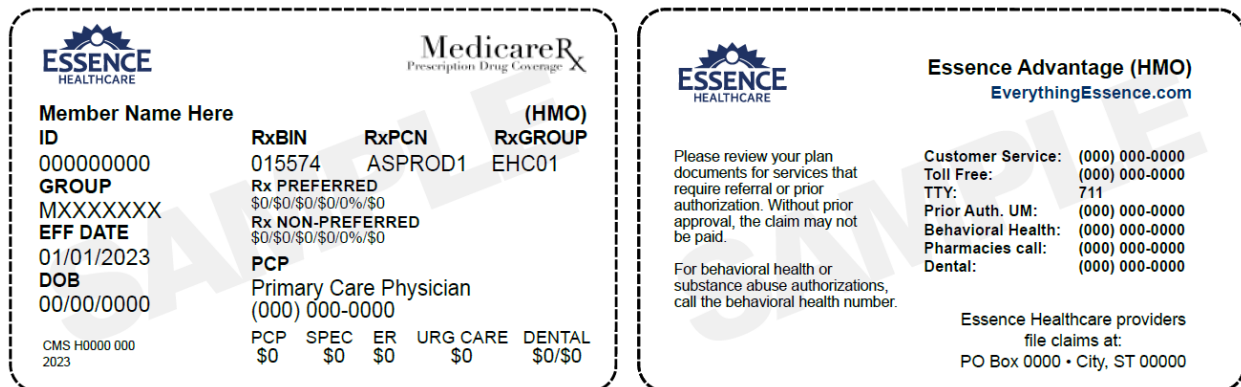 ESSENCE
HEALTHCARE
MedicareRx
Prescription Drug Coverage
Member Name Here (HMO)
ID RxBIN RxPCN RxGROUP
000000000 015574 ASPROD1 EHC01
GROUP Rx PREFERRED
MXXXXXXX $0/$0/$0/$0/0%/$0
EFF DATE Rx NON-PREFERRED
01/01/2023 $0/$0/$0/$0/0%/$0
DOB PCP
00/00/0000 Primary Care Physician
(000) 000-0000
PCP SPEC ER URG CARE DENTAL
$0 $0 $0 $0 $0/$0
CMS H0000 000
2023
SAMPLE
ESSENCE
HEALTHCARE
Essence Advantage (HMO)
EverythingEssence.com
Please review your plan
documents for services that
require referral or prior
authorization. Without prior
approval, the claim may not
be paid.
For behavioral health or
substance abuse authorizations,
call the behavioral health number.
Customer Service: (000) 000-0000
Toll Free: (000) 000-0000
TTY: 711
Prior Auth. UM: (000) 000-0000
Behavioral Health: (000) 000-0000
Pharmacies call: (000) 000-0000
Dental: (000) 000-0000
Essence Healthcare providers
file claims at:
PO Box 0000 • City, ST 00000
SAMPLE